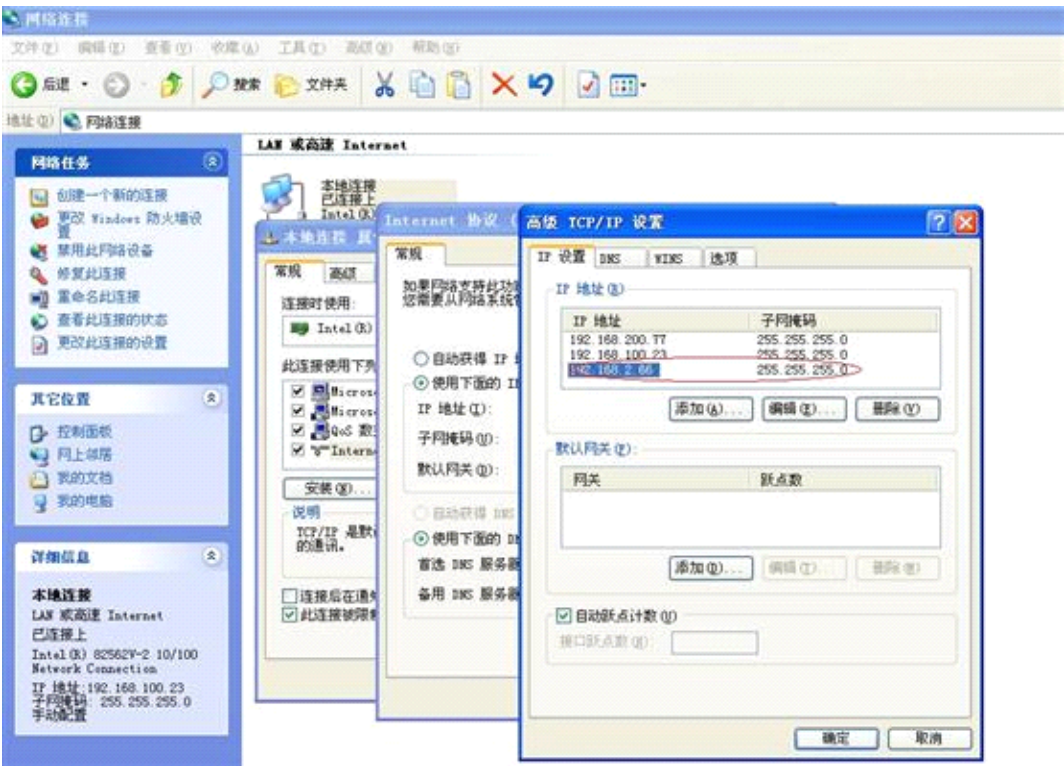 网络连接
文件(F) 编辑(E) 查看(V) 收藏(A) 工具(T) 高级(N) 帮助(H)
后退 搜索 文件夹
地址(D) 网络连接
网络任务
创建一个新的连接
更改 Windows 防火墙设
置
禁用此网络设备
修复此连接
重命名此连接
查看此连接的状态
更改此连接的设置
其它位置
控制面板
网上邻居
我的文档
我的电脑
详细信息
本地连接
LAN 或高速 Internet
已连接上
Intel(R) 82562V-2 10/100
Network Connection
IP 地址:192.168.100.23
子网掩码: 255.255.255.0
手动配置
LAN 或高速 Internet
本地连接
已连接上
Intel(R)
本地连接 属
常规 高级
连接时使用:
Intel(R)
此连接使用下列
Micros
Micros
QoS 数
Intern
安装(N)...
说明
TCP/IP 是默
的通讯。
连接后在通
此连接被限制
Internet 协议 (
常规
如果网络支持此功能
您需要从网络系统管
自动获得 IP
使用下面的 IP
IP 地址(I):
子网掩码(U):
默认网关(D):
自动获得 DNS
使用下面的 DN
首选 DNS 服务器
备用 DNS 服务器
高级 TCP/IP 设置
IP 设置 DNS WINS 选项
IP 地址(R)
IP 地址 子网掩码
192.168.200.77 255.255.255.0
192.168.100.23 255.255.255.0
192.168.2.66 255.255.255.0
添加(A)... 编辑(E)... 删除(V)
默认网关(F):
网关 跃点数
添加(D)... 编辑(T)... 删除(M)
自动跃点计数(U)
接口跃点数(N):
确定 取消